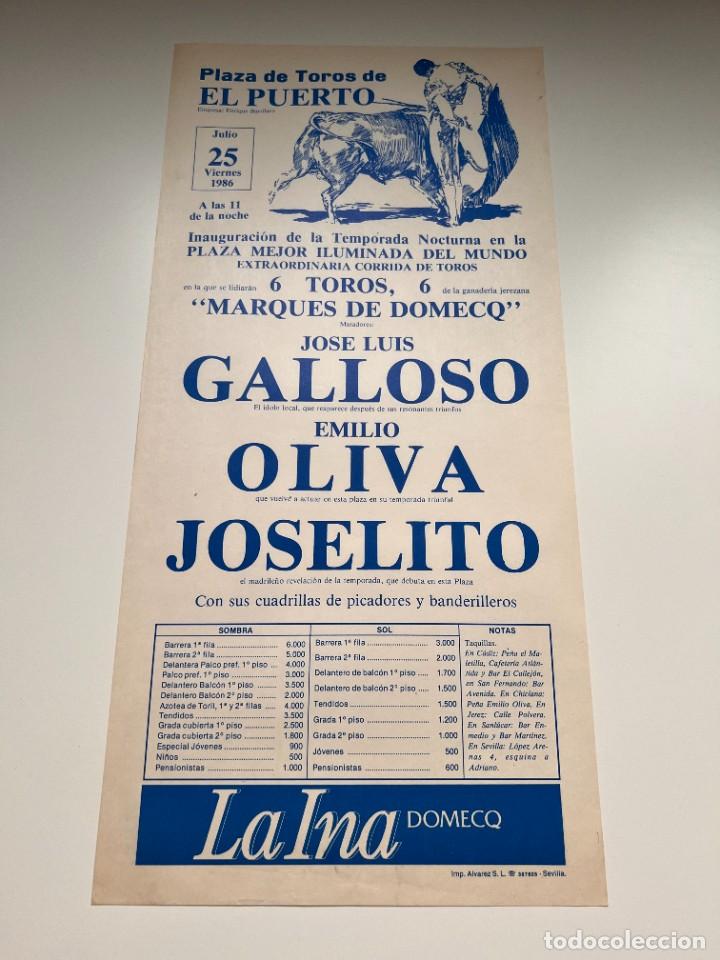 Plaza de Toros de
EL PUERTO
Empresa: Enrique Barrilaro
Julio
25
Viernes
1986
A las 11
de la noche
Inauguración de la Temporada Nocturna en la
PLAZA MEJOR ILUMINADA DEL MUNDO
EXTRAORDINARIA CORRIDA DE TOROS
en la que se lidiarán 6 TOROS, 6 de la ganadería jerezana
“MARQUES DE DOMECQ”
Matadores:
JOSE LUIS
GALLOSO
El ídolo local, que reaparece después de sus resonantes triunfos
EMILIO
OLIVA
que vuelve a actuar en esta plaza en su temporada triunfal
JOSELITO
el madrileño revelación de la temporada, que debuta en esta Plaza
Con sus cuadrillas de picadores y banderilleros
SOMBRA
Barrera 1ª fila 6.000
Barrera 2ª fila 5.000
Delantera Palco pref. 1º piso 4.000
Palco pref. 1º piso 3.000
Delantero Balcón 1º piso 3.500
Delantero Balcón 2º piso 2.000
Azotea de Toril, 1ª y 2ª filas 4.000
Tendidos 3.500
Grada cubierta 1º piso 2.500
Grada cubierta 2º piso 1.800
Especial Jóvenes 900
Niños 500
Pensionistas 1.000
SOL
Barrera 1ª fila 3.000
Barrera 2ª fila 2.000
Delantero de balcón 1º piso 1.700
Delantero de balcón 2º piso 1.500
Tendidos 1.500
Grada 1º piso 1.200
Grada 2º piso 1.000
Jóvenes 500
Pensionistas 600
NOTAS
Taquillas.
En Cádiz: Peña el Ma-
letilla, Cafetería Atlán-
tida y Bar El Callejón,
en San Fernando: Bar
Avenida. En Chiclana:
Peña Emilio Oliva. En
Jerez: Calle Polvera.
En Sanlúcar: Bar En-
medio y Bar Martínez.
En Sevilla: López Are-
nas 4, esquina a
Adriano.
La Ina DOMECQ
Imp. Alvarez S. L. - Sevilla.
todocoleccion